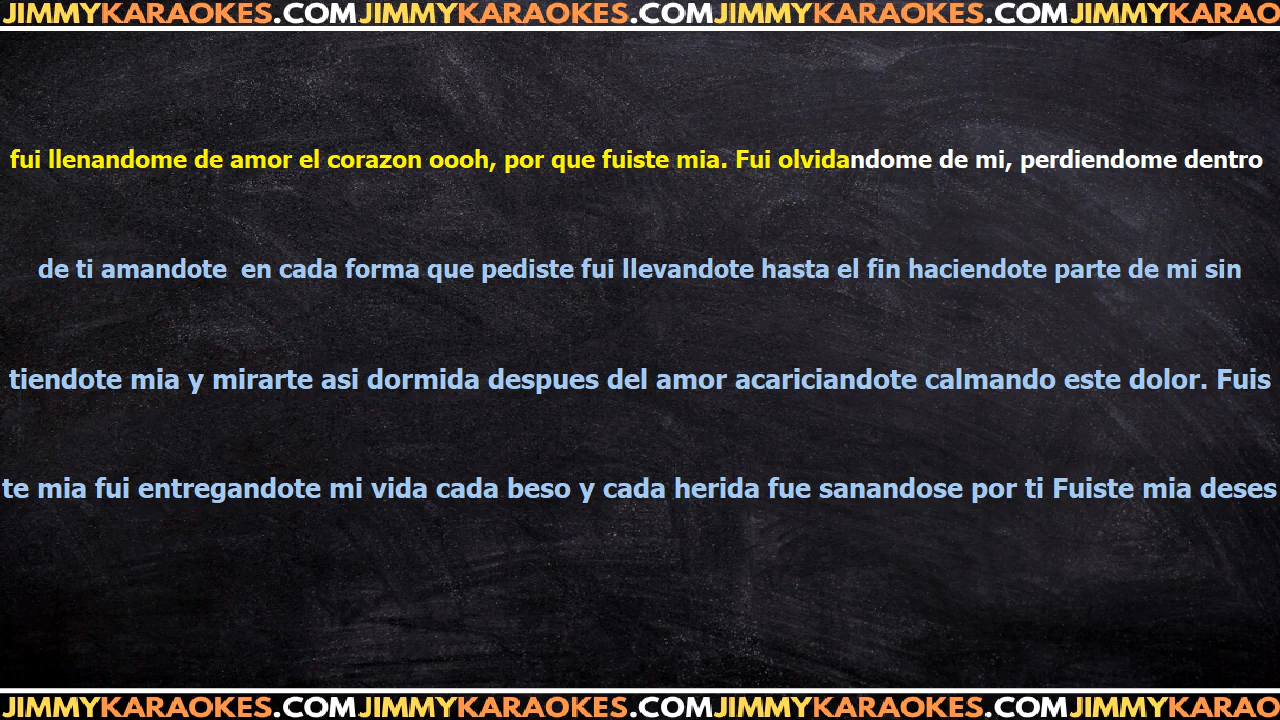 JIMMYKARAOKES.COMJIMMYKARAOKES.COMJIMMYKARAOKES.COMJIMMYKARAO
fui llenandome de amor el corazon oooh, por que fuiste mia. Fui olvidandome de mi, perdiendome dentro
de ti amandote  en cada forma que pediste fui llevandote hasta el fin haciendote parte de mi sin
tiendote mia y mirarte asi dormida despues del amor acariciandote calmando este dolor. Fuis
te mia fui entregandote mi vida cada beso y cada herida fue sanandose por ti Fuiste mia deses
JIMMYKARAOKES.COMJIMMYKARAOKES.COMJIMMYKARAOKES.COMJIMMYKARAO